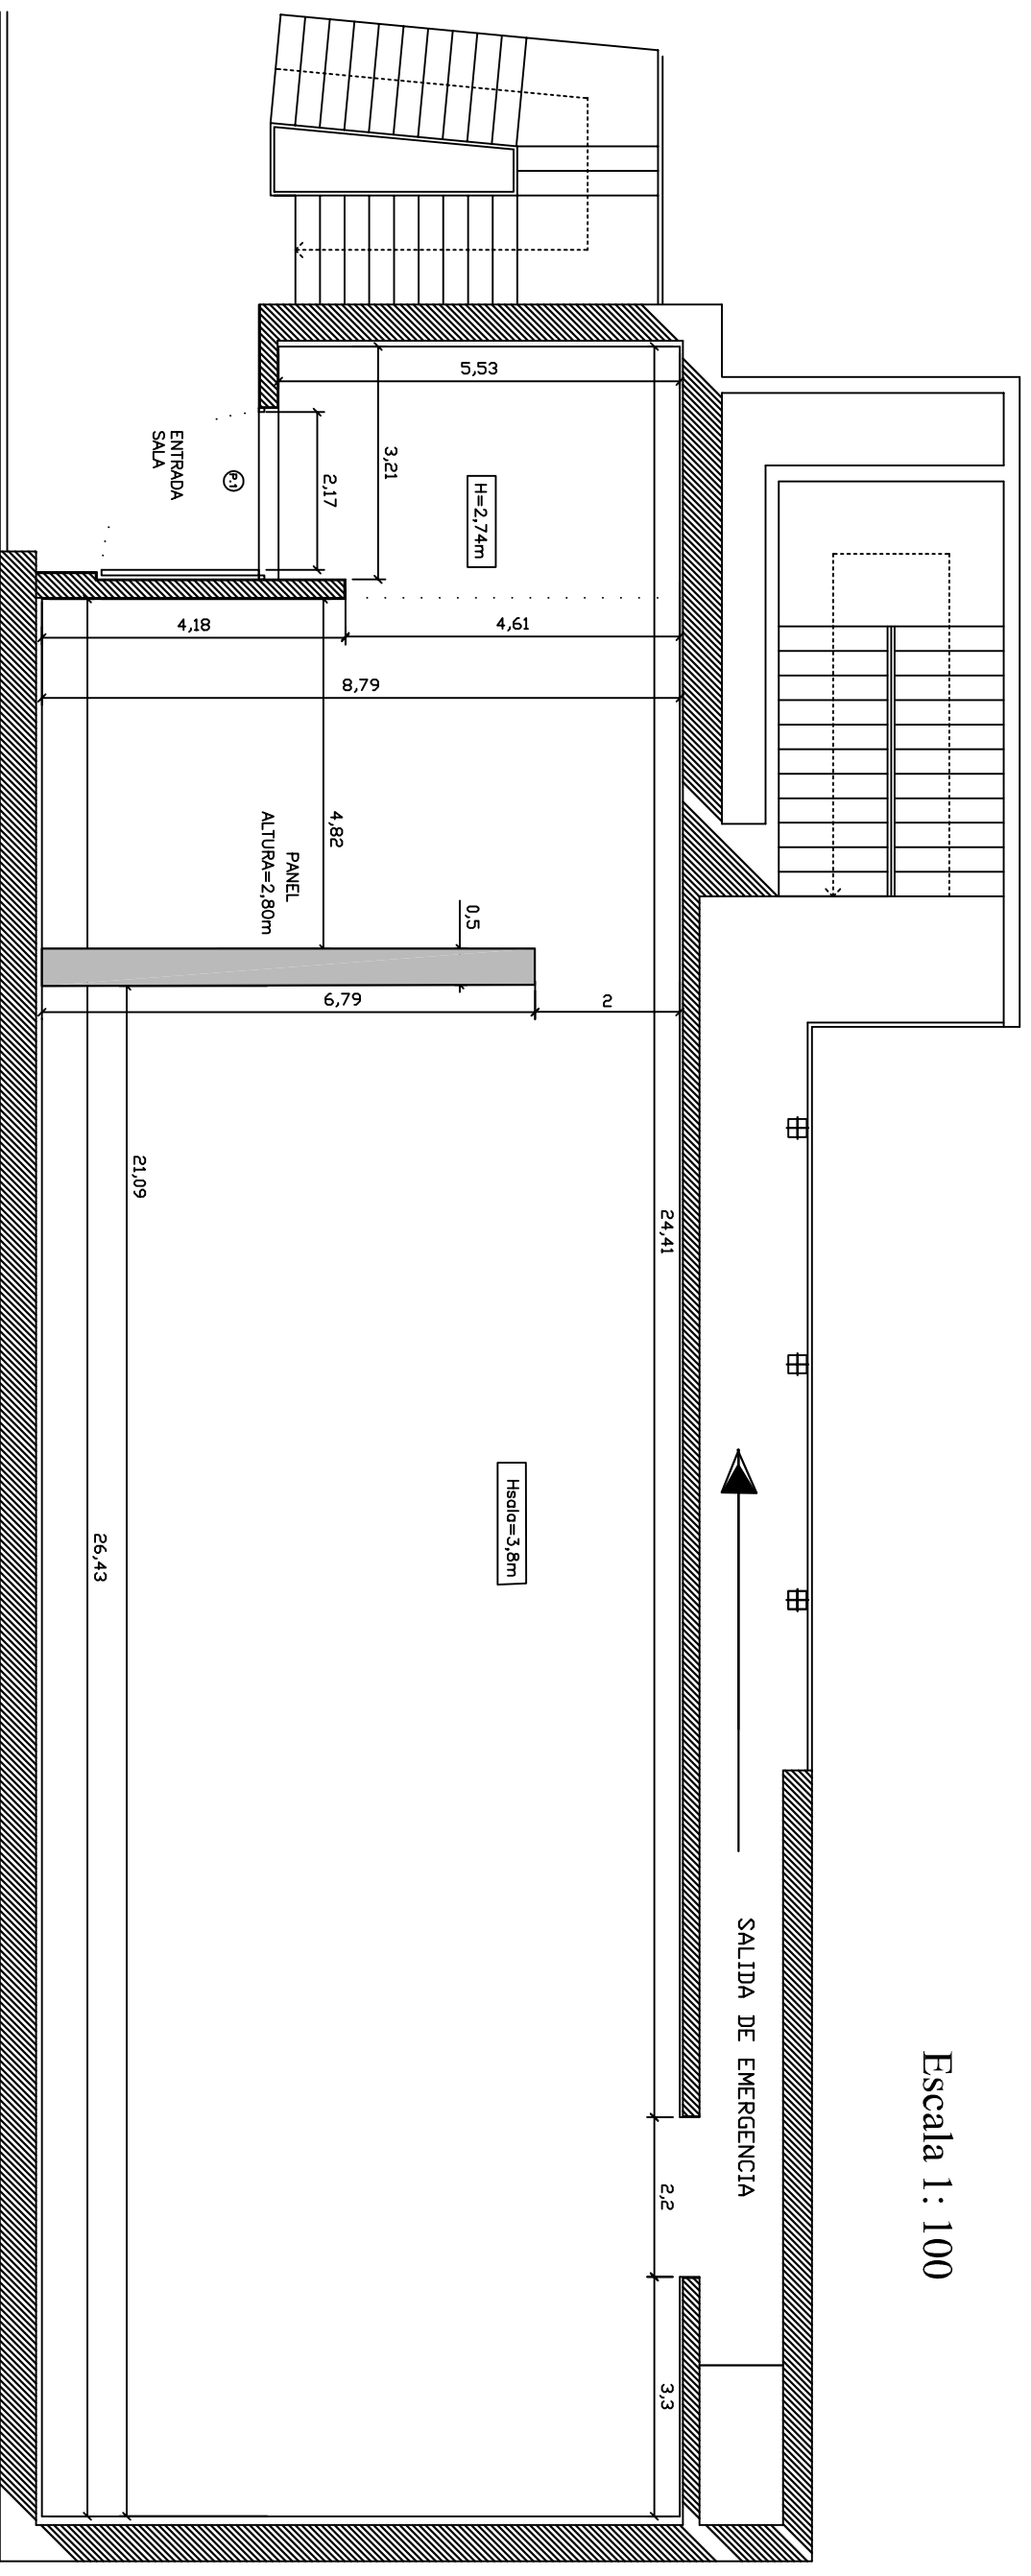 Escala 1: 100
SALIDA DE EMERGENCIA
5,53
3,21
2,17
H=2,74m
ENTRADA
SALA
P.1
4,18
4,61
8,79
4,82
PANEL
ALTURA=2,80m
0,5
6,79
2
21,09
24,41
26,43
Hsala=3,8m
2,2
3,3